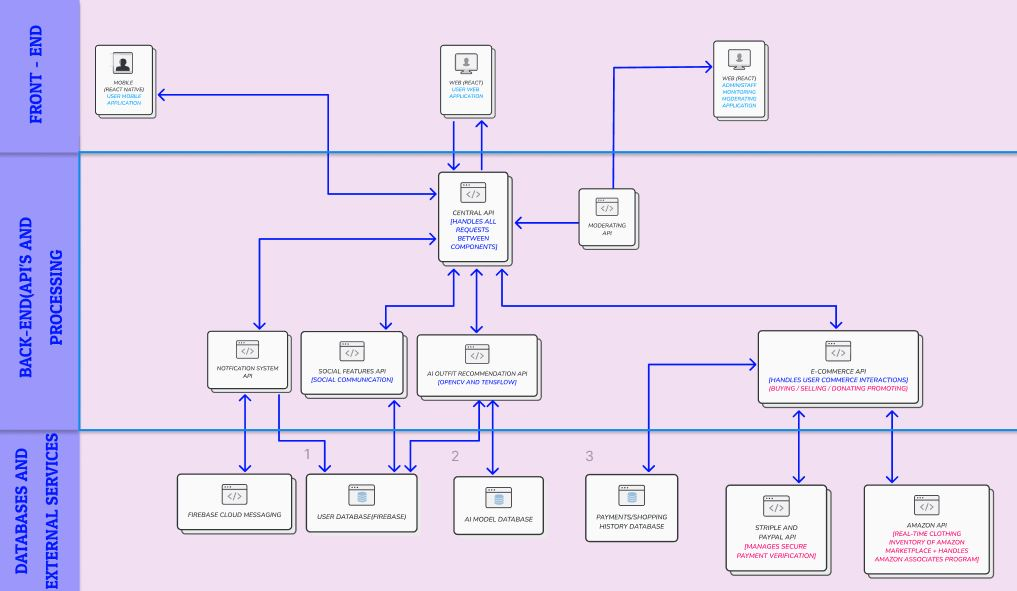 FRONT - END
MOBILE
(REACT NATIVE)
USER MOBILE
APPLICATION
WEB (REACT)
USER WEB
APPLICATION
WEB (REACT)
ADMINSTAFF
MONITORING
MODERATING
APPLICATION
BACK-END(API'S AND
PROCESSING
CENTRAL API
[HANDLES ALL
REQUESTS
BETWEEN
COMPONENTS]
MODERATING
API
NOTFICATION SYSTEM
API
SOCIAL FEATURES API
[SOCIAL COMMUNICATION]
AI OUTFIT RECOMMENDATION API
[OPENCV AND TENSFLOW]
E-COMMERCE API
[HANDLES USER COMMERCE INTERACTIONS]
(BUYING / SELLING / DONATING PROMOTING)
DATABASES AND
EXTERNAL SERVICES
1
2
3
FIREBASE CLOUD MESSAGING
USER DATABASE(FIREBASE)
AI MODEL DATABASE
PAYMENTS/SHOPPING
HISTORY DATABASE
STRIPLE AND
PAYPAL API
[MANAGES SECURE
PAYMENT VERIFICATION]
AMAZON API
[REAL-TIME CLOTHING
INVENTORY OF AMAZON
MARKETPLACE + HANDLES
AMAZON ASSOCIATES PROGRAM]